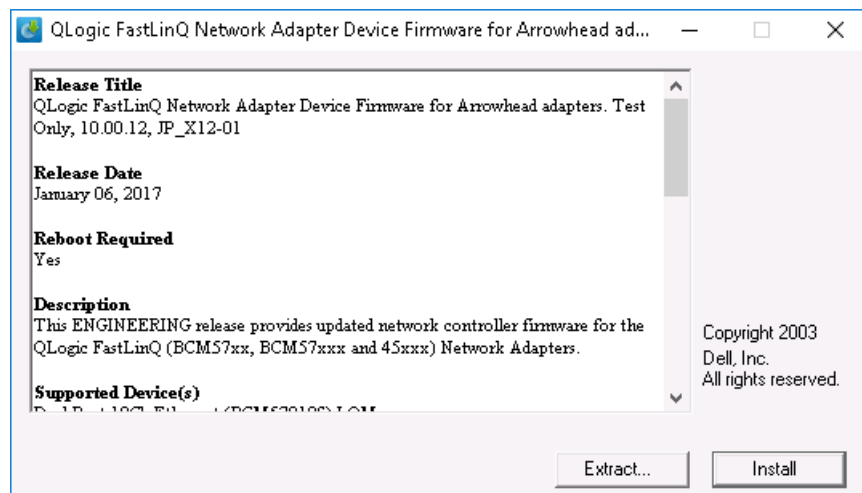 QLogic FastLinQ Network Adapter Device Firmware for Arrowhead ad...
Release Title
QLogic FastLinQ Network Adapter Device Firmware for Arrowhead adapters. Test
Only, 10.00.12, JP_X12-01
Release Date
January 06, 2017
Reboot Required
Yes
Description
This ENGINEERING release provides updated network controller firmware for the
QLogic FastLinQ (BCM57xx, BCM57xxx and 45xxx) Network Adapters.
Supported Device(s)
Copyright 2003
Dell, Inc.
All rights reserved.
Extract...
Install